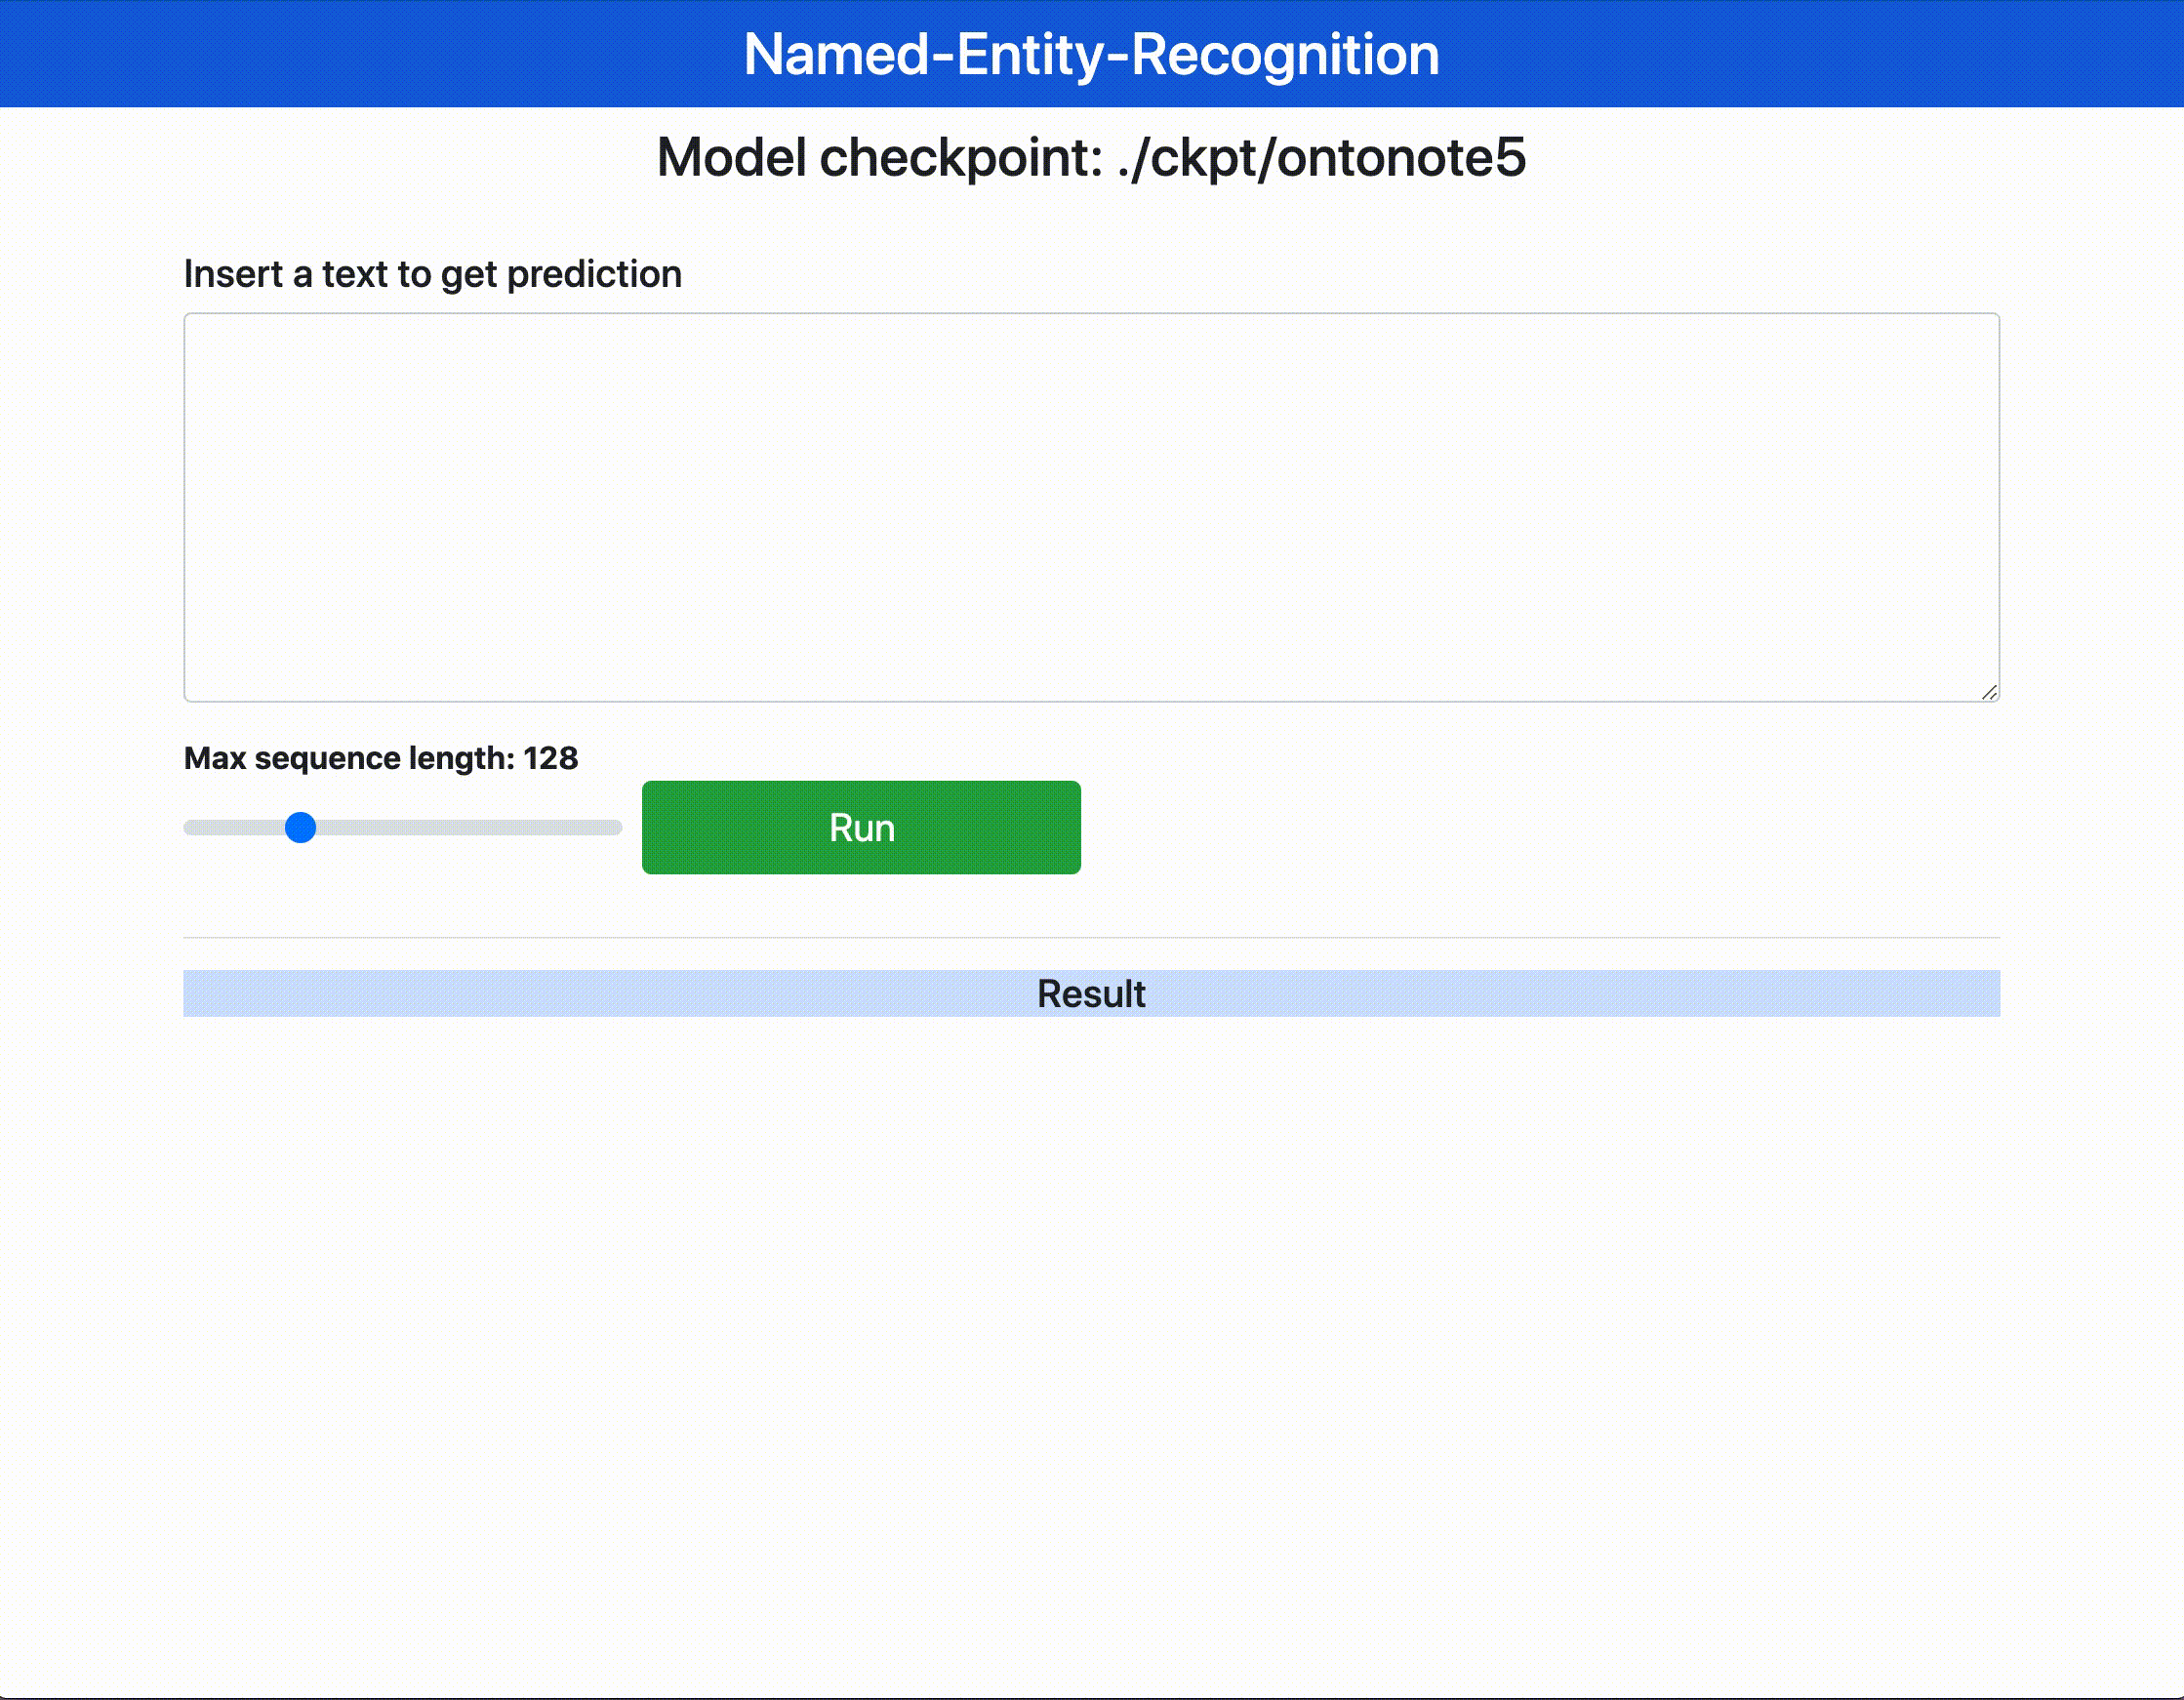 Named-Entity-Recognition
Model checkpoint: ./ckpt/ontonote5
Insert a text to get prediction
Max sequence length: 128
Run
Result